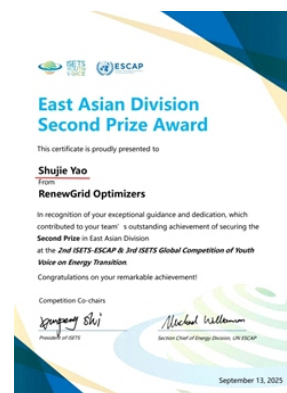 ISETS
YOUTH
VOICE
ESCAP
East Asian Division
Second Prize Award
This certificate is proudly presented to
Shujie Yao
From
RenewGrid Optimizers
In recognition of your exceptional guidance and dedication, which
contributed to your team's outstanding achievement of securing the
Second Prize in East Asian Division
at the 2nd ISETS-ESCAP & 3rd ISETS Global Competition of Youth
Voice on Energy Transition.
Congratulations on your remarkable achievement!
Competition Co-chairs
President of ISETS
Section Chief of Energy Division, UN ESCAP
September 13, 2025